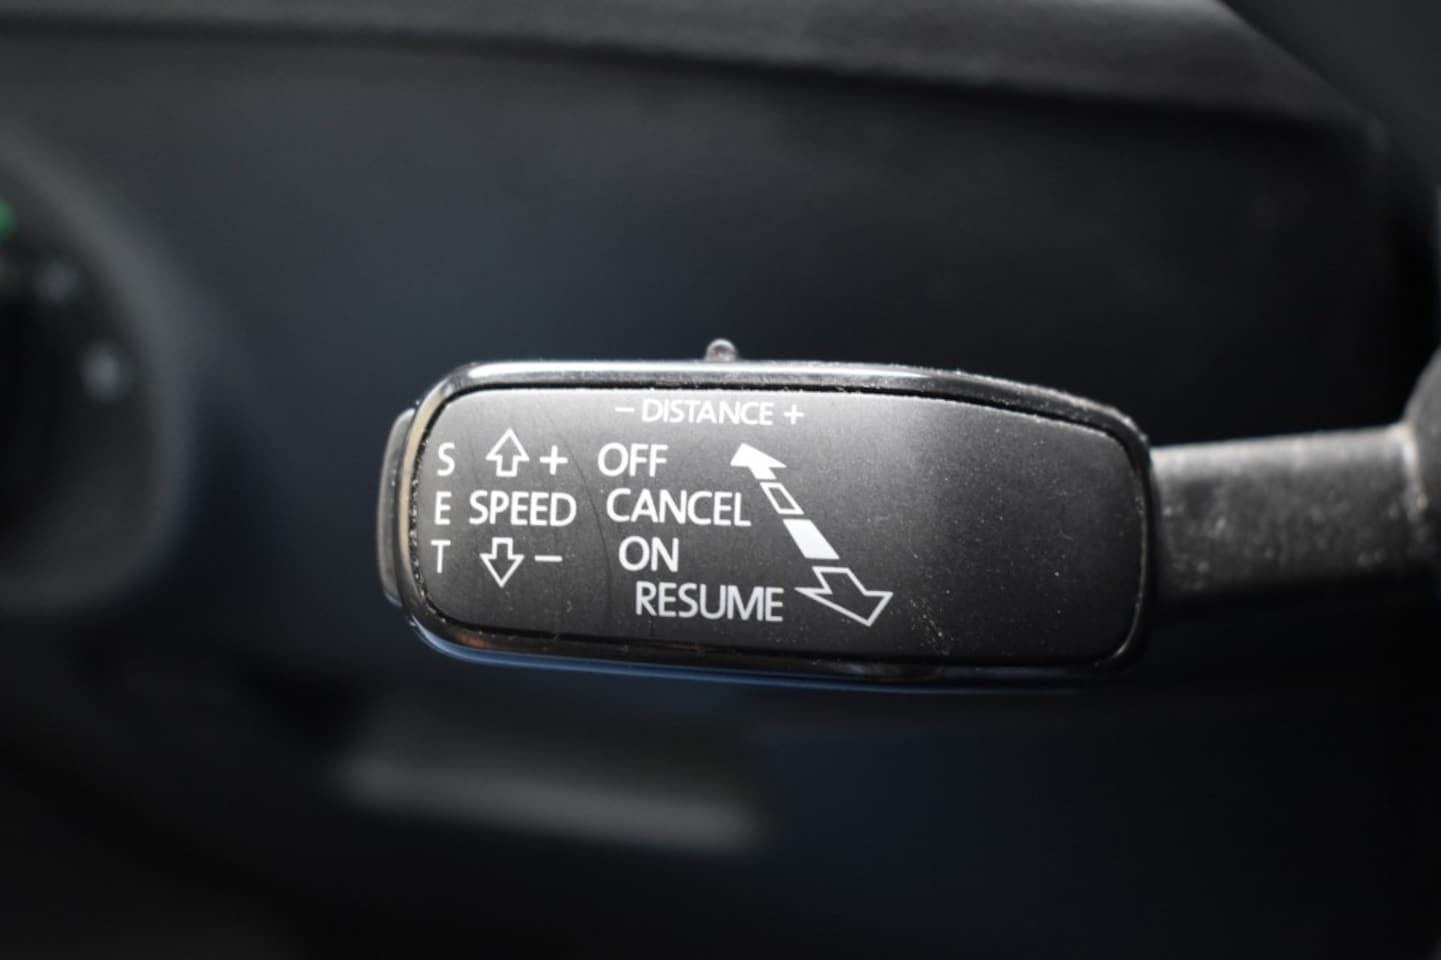 – DISTANCE +
S + OFF
E SPEED CANCEL
T – ON
RESUME